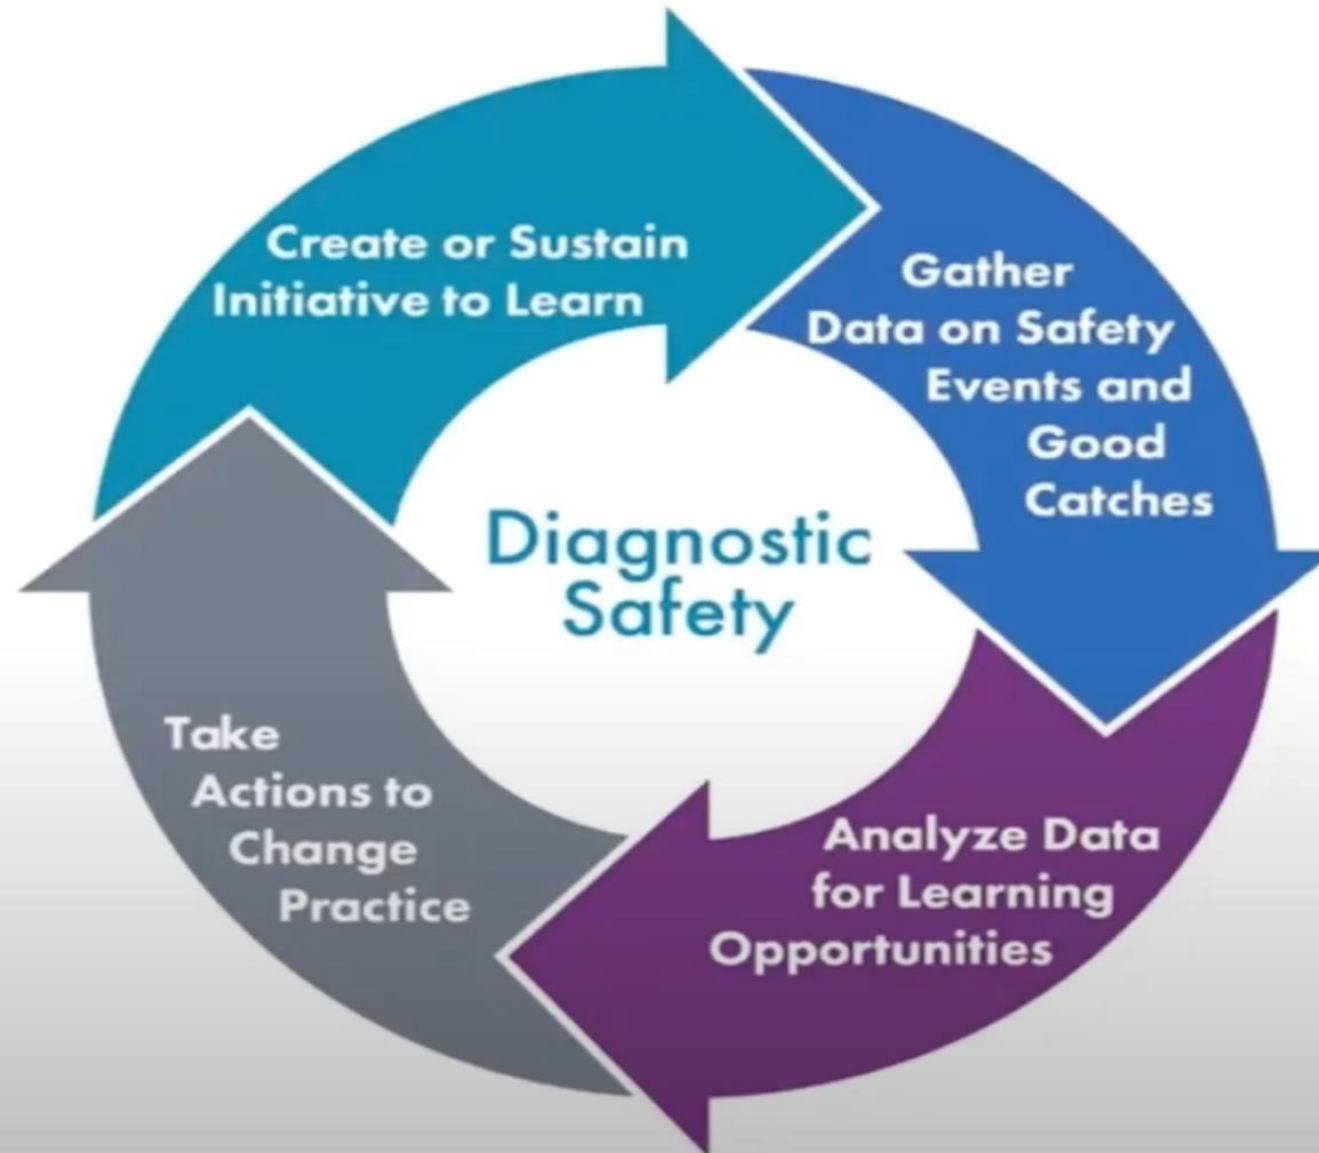 Create or Sustain
Initiative to Learn
Gather
Data on Safety
Events and
Good
Catches
Diagnostic
Safety
Analyze Data
for Learning
Opportunities
Take
Actions to
Change
Practice